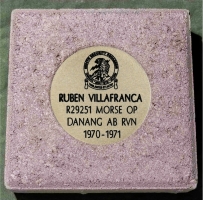 RUBEN VILLAFRANCA
R29251 MORSE OP
DANANG AB RVN
1970-1971